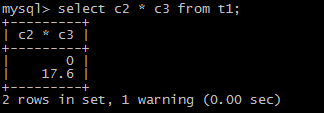 mysql> select c2 * c3 from t1;
+---------+
| c2 * c3 |
+---------+
|       0 |
|    17.6 |
+---------+
2 rows in set, 1 warning (0.00 sec)